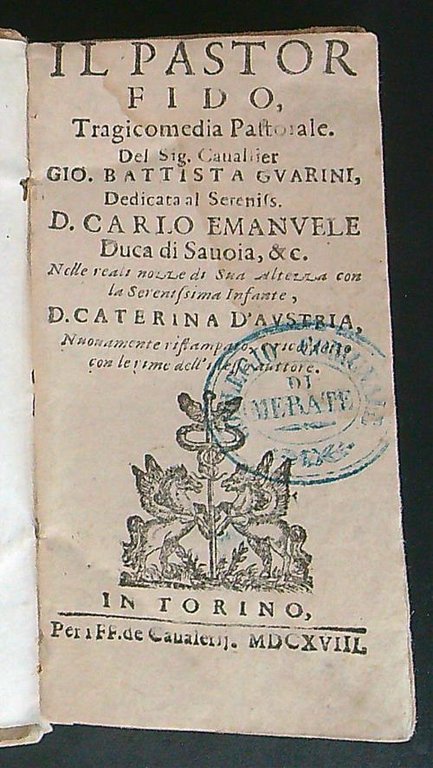 IL PASTOR
FIDO,
Tragicomedia Pastorale.
Del Sig. Caualier
GIO. BATTISTA GVARINI,
Dedicata al Sereniss.
D. CARLO EMANVELE
Duca di Sauoia, &c.
Nelle reali nozze di Sua Altezza con
la Serenissima Infante,
D. CATERINA D'AVSTRIA,
Nuouamente ristampato,
con le rime dell'istesso auttore.
DI
MERATE
IN TORINO,
Per i FF. de Caualerij. MDCXVIII.